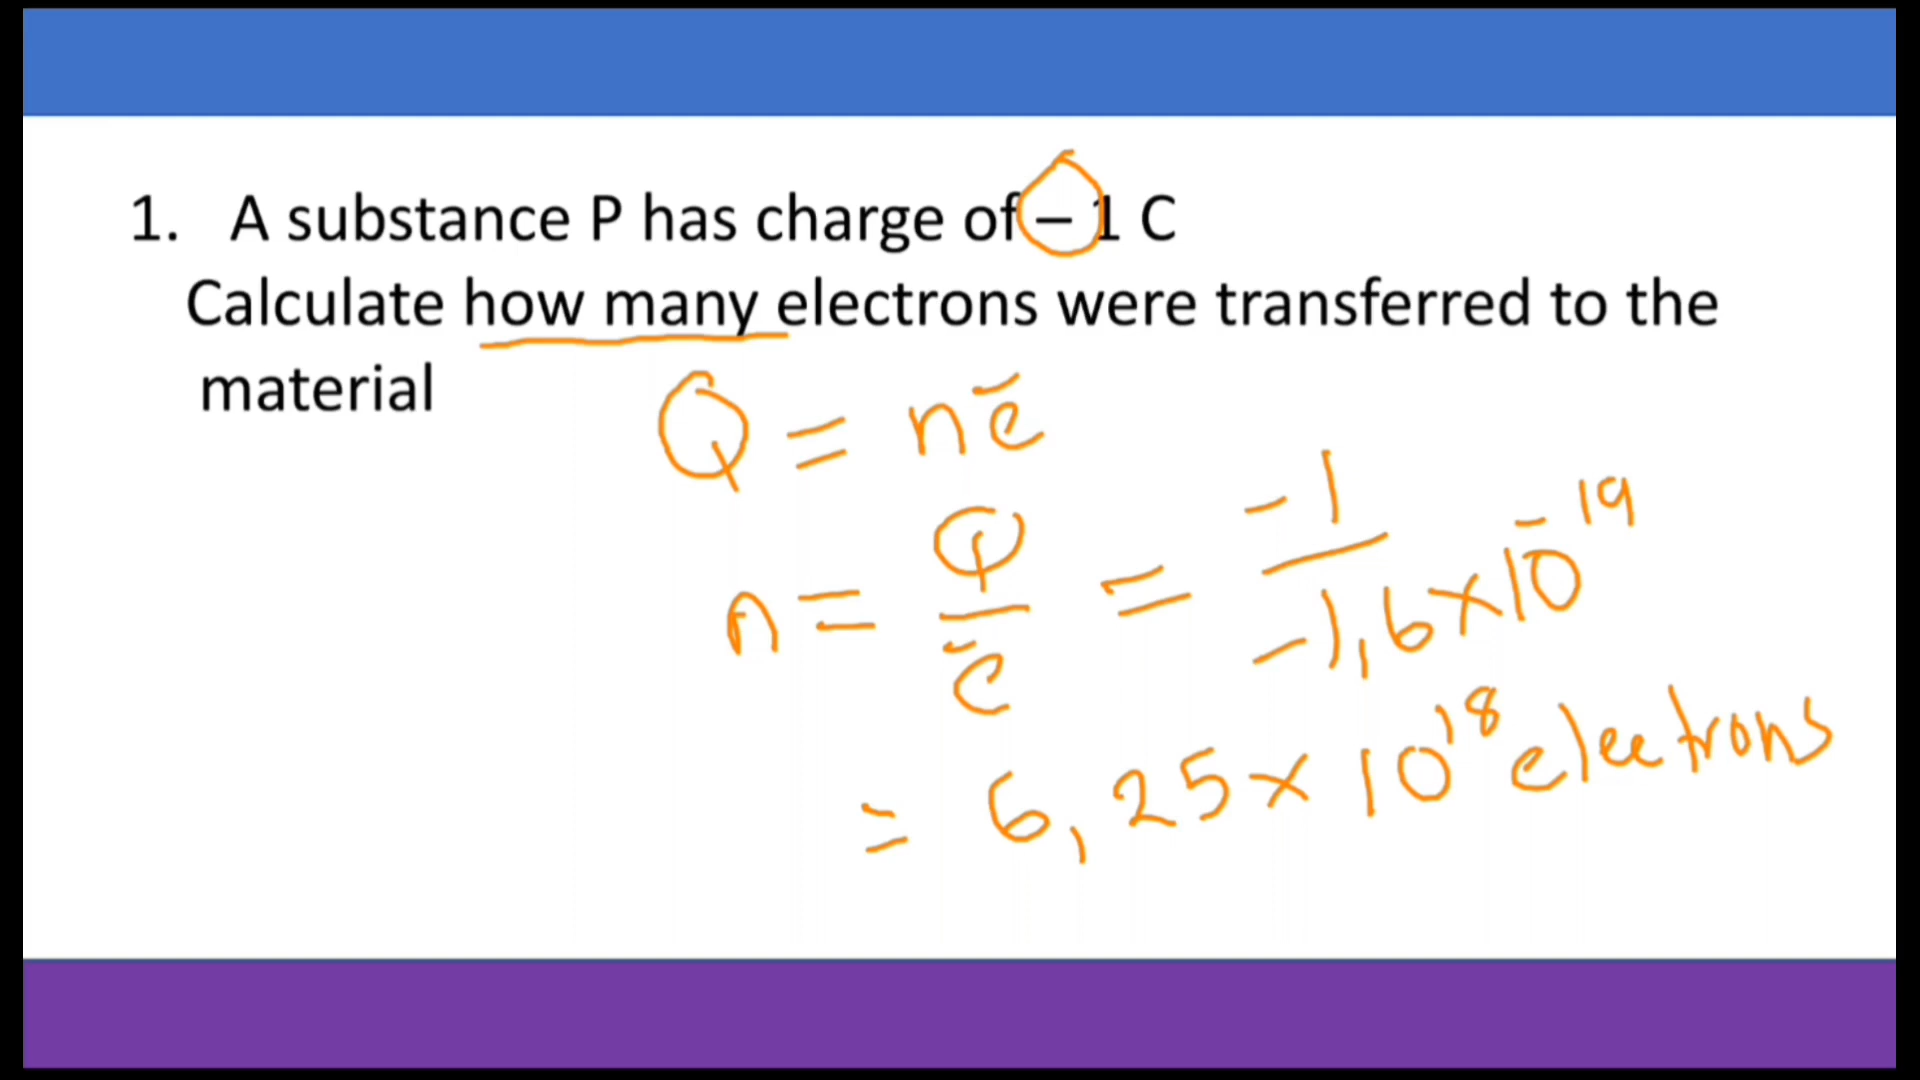 1. A substance P has charge of – 1 C
Calculate how many electrons were transferred to the
material
Q = nē
n = Q/ē = -1/-1,6×10^-19
= 6,25×10^18 electrons